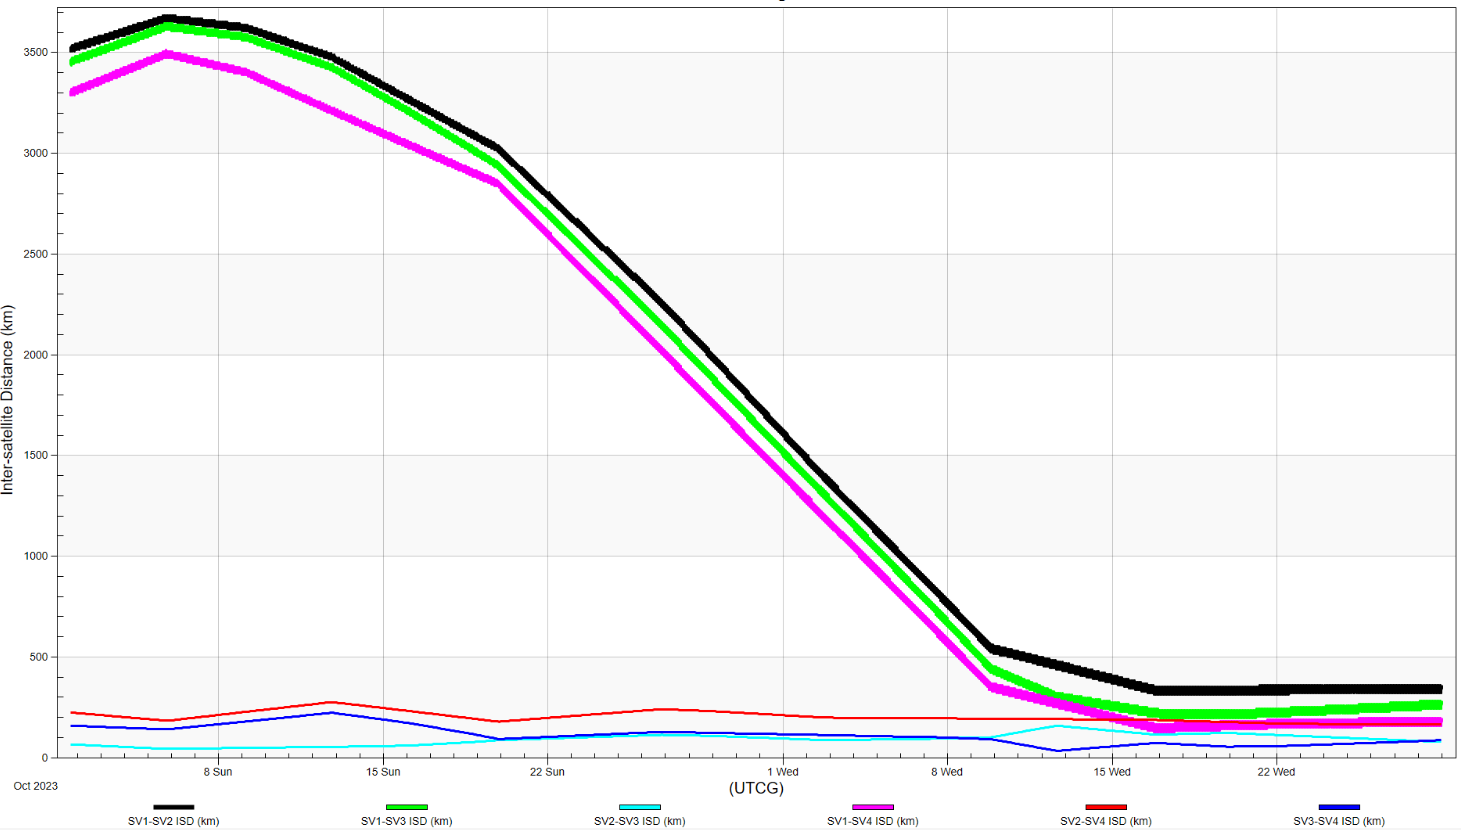 3500
3000
2500
2000
1500
1000
500
0
Inter-satellite Distance (km)
8 Sun 15 Sun 22 Sun 1 Wed 8 Wed 15 Wed 22 Wed
Oct 2023
(UTCG)
SV1-SV2 ISD (km) SV1-SV3 ISD (km) SV2-SV3 ISD (km) SV1-SV4 ISD (km) SV2-SV4 ISD (km) SV3-SV4 ISD (km)